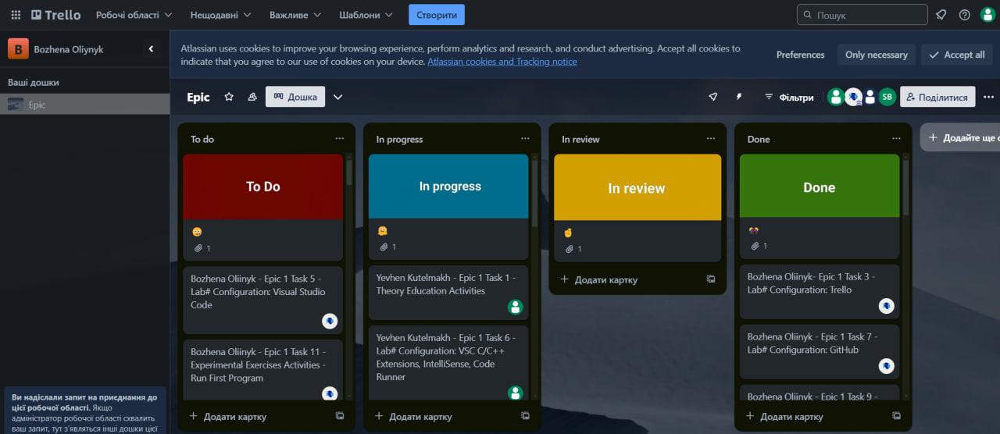 Trello
Робочі області
Нещодавні
Важливе
Шаблони
Створити
Пошук
B
Bozhena Oliynyk
Ваші дошки
Epic
Ви надіслали запит на приєднання до
цієї робочої області. Якщо
адміністратор робочої області схвалить
ваш запит, тут з'являться інші дошки цієї
Atlassian uses cookies to improve your browsing experience, perform analytics and research, and conduct advertising. Accept all cookies to
indicate that you agree to our use of cookies on your device. Atlassian cookies and Tracking notice
Preferences
Only necessary
Accept all
Epic
Дошка
Фільтри
SB
Поділитися
To do
To Do
1
Bozhena Oliinyk - Epic 1 Task 5 -
Lab# Configuration: Visual Studio
Code
Bozhena Oliinyk - Epic 1 Task 11 -
Experimental Exercises Activities -
Run First Program
Додати картку
In progress
In progress
1
Yevhen Kutelmakh - Epic 1 Task 1 -
Theory Education Activities
Yevhen Kutelmakh - Epic 1 Task 6 -
Lab# Configuration: VSC C/C++
Extensions, IntelliSense, Code
Runner
Додати картку
In review
In review
1
Додати картку
Done
Done
1
Bozhena Oliinyk- Epic 1 Task 3 -
Lab# Configuration: Trello
Bozhena Oliinyk - Epic 1 Task 7 -
Lab# Configuration: GitHub
Bozhena Oliinyk - Epic 1 Task 9 -
Додати картку
Додайте ще